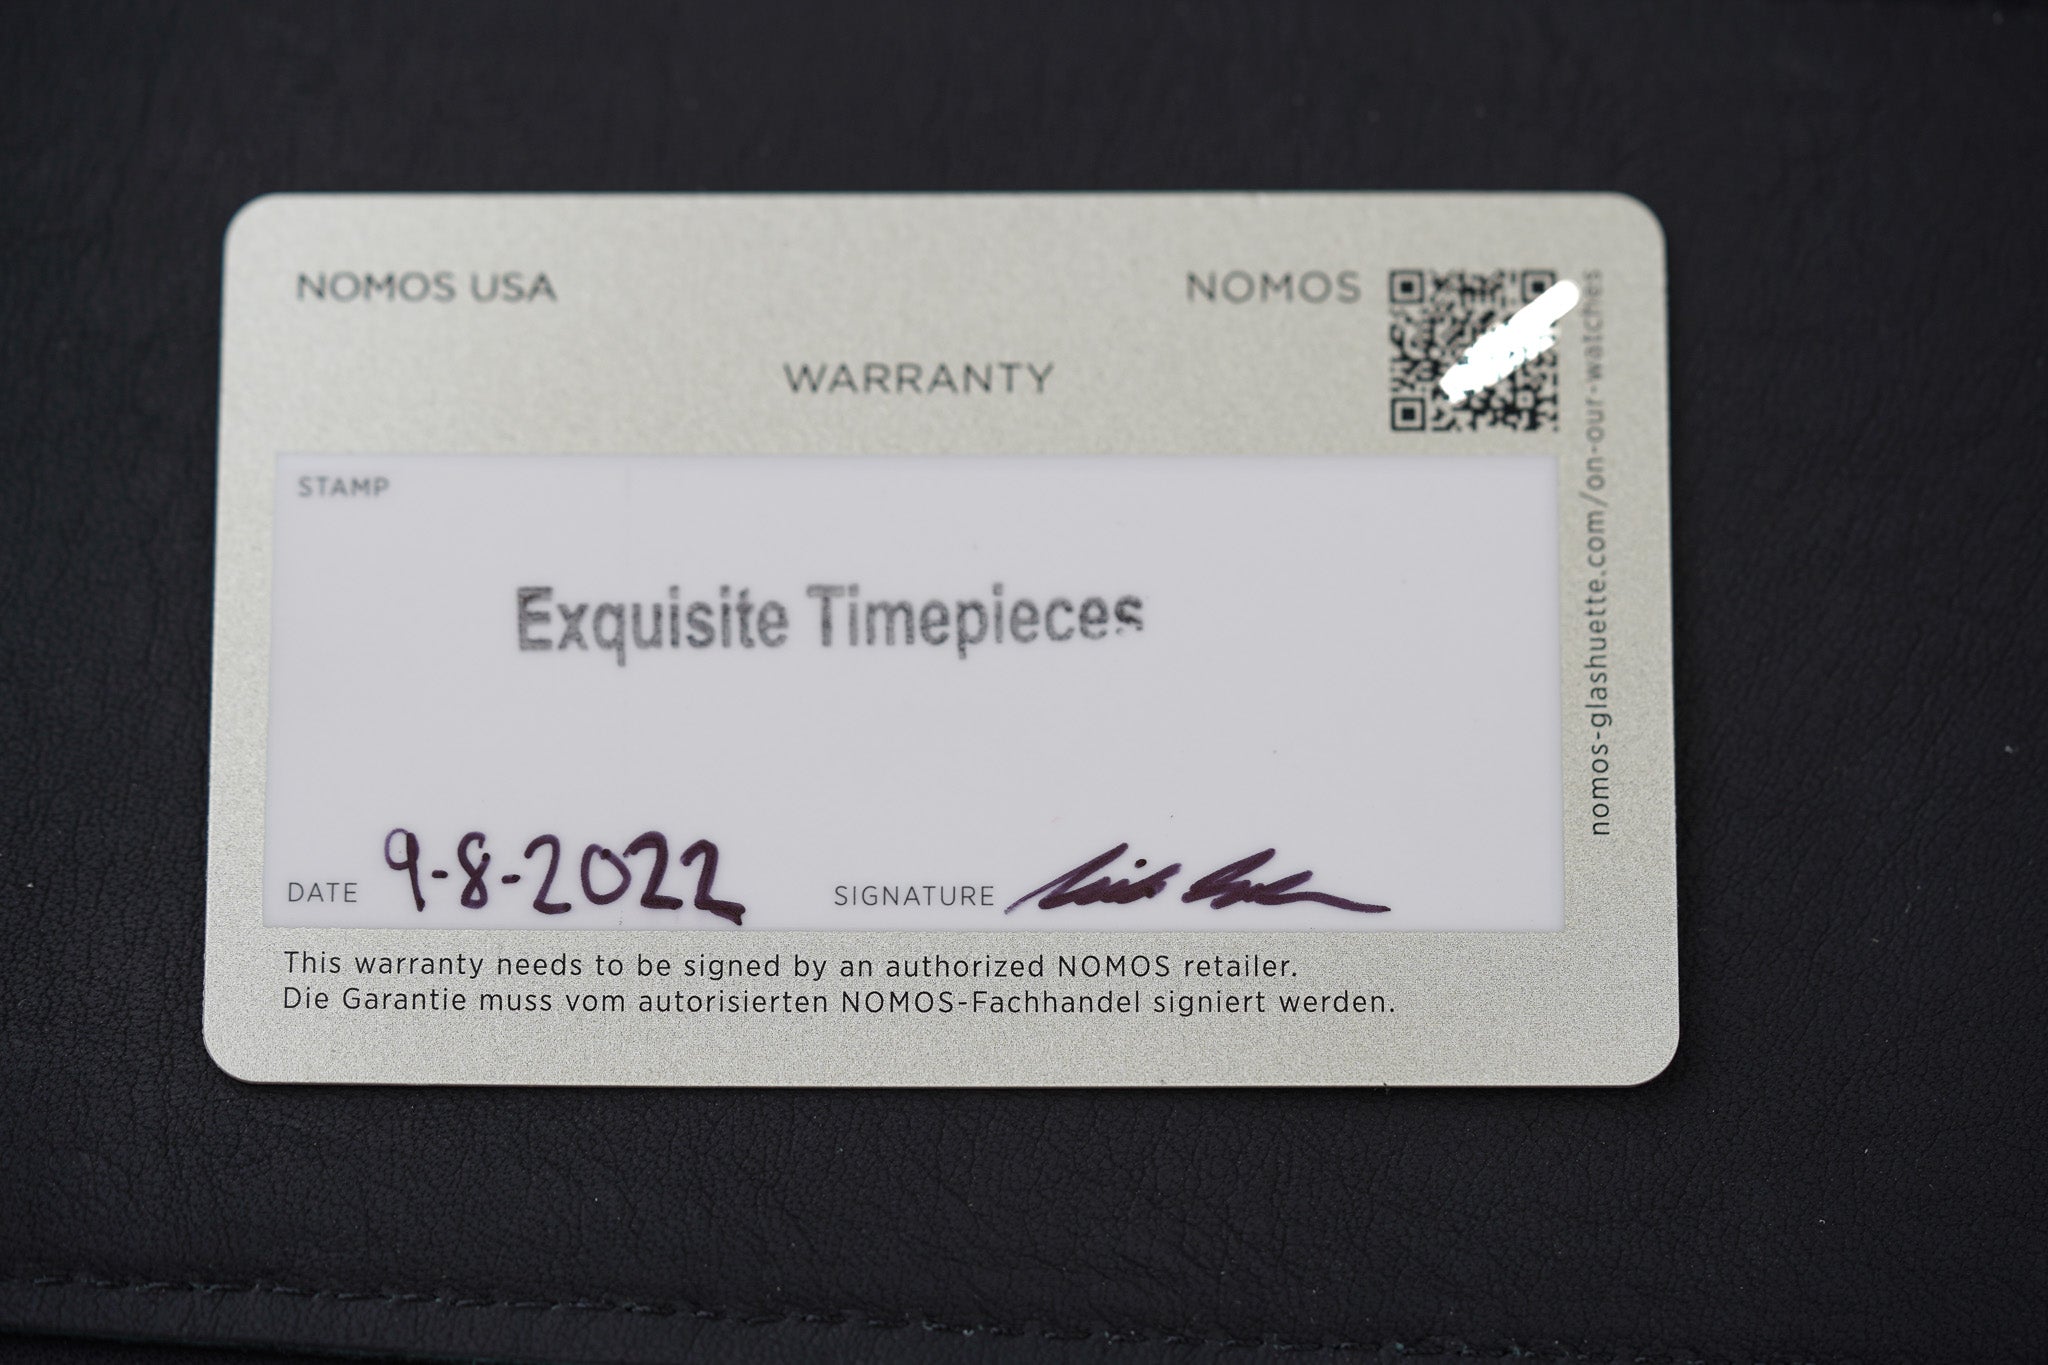 NOMOS USA
NOMOS
WARRANTY
STAMP
Exquisite Timepieces
DATE 9-8-2022
SIGNATURE
This warranty needs to be signed by an authorized NOMOS retailer.
Die Garantie muss vom autorisierten NOMOS-Fachhandel signiert werden.
nomos-glashuette.com/on-our-watches